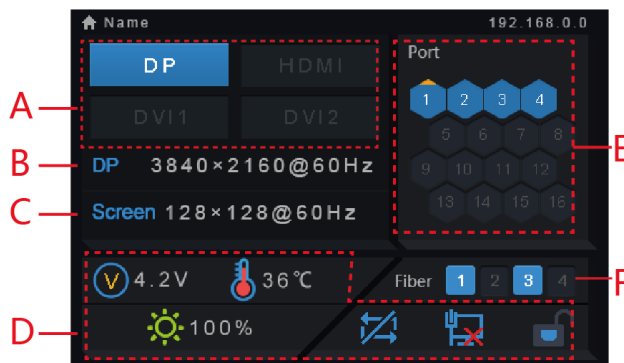 Name 192.168.0.0
DP HDMI
DVI1 DVI2
DP 3840×2160@60Hz
Screen 128×128@60Hz
Port
1 2 3 4
5 6 7 8
9 10 11 12
13 14 15 16
V 4.2V 36℃
100%
Fiber 1 2 3 4
A
B
C
D
E
F